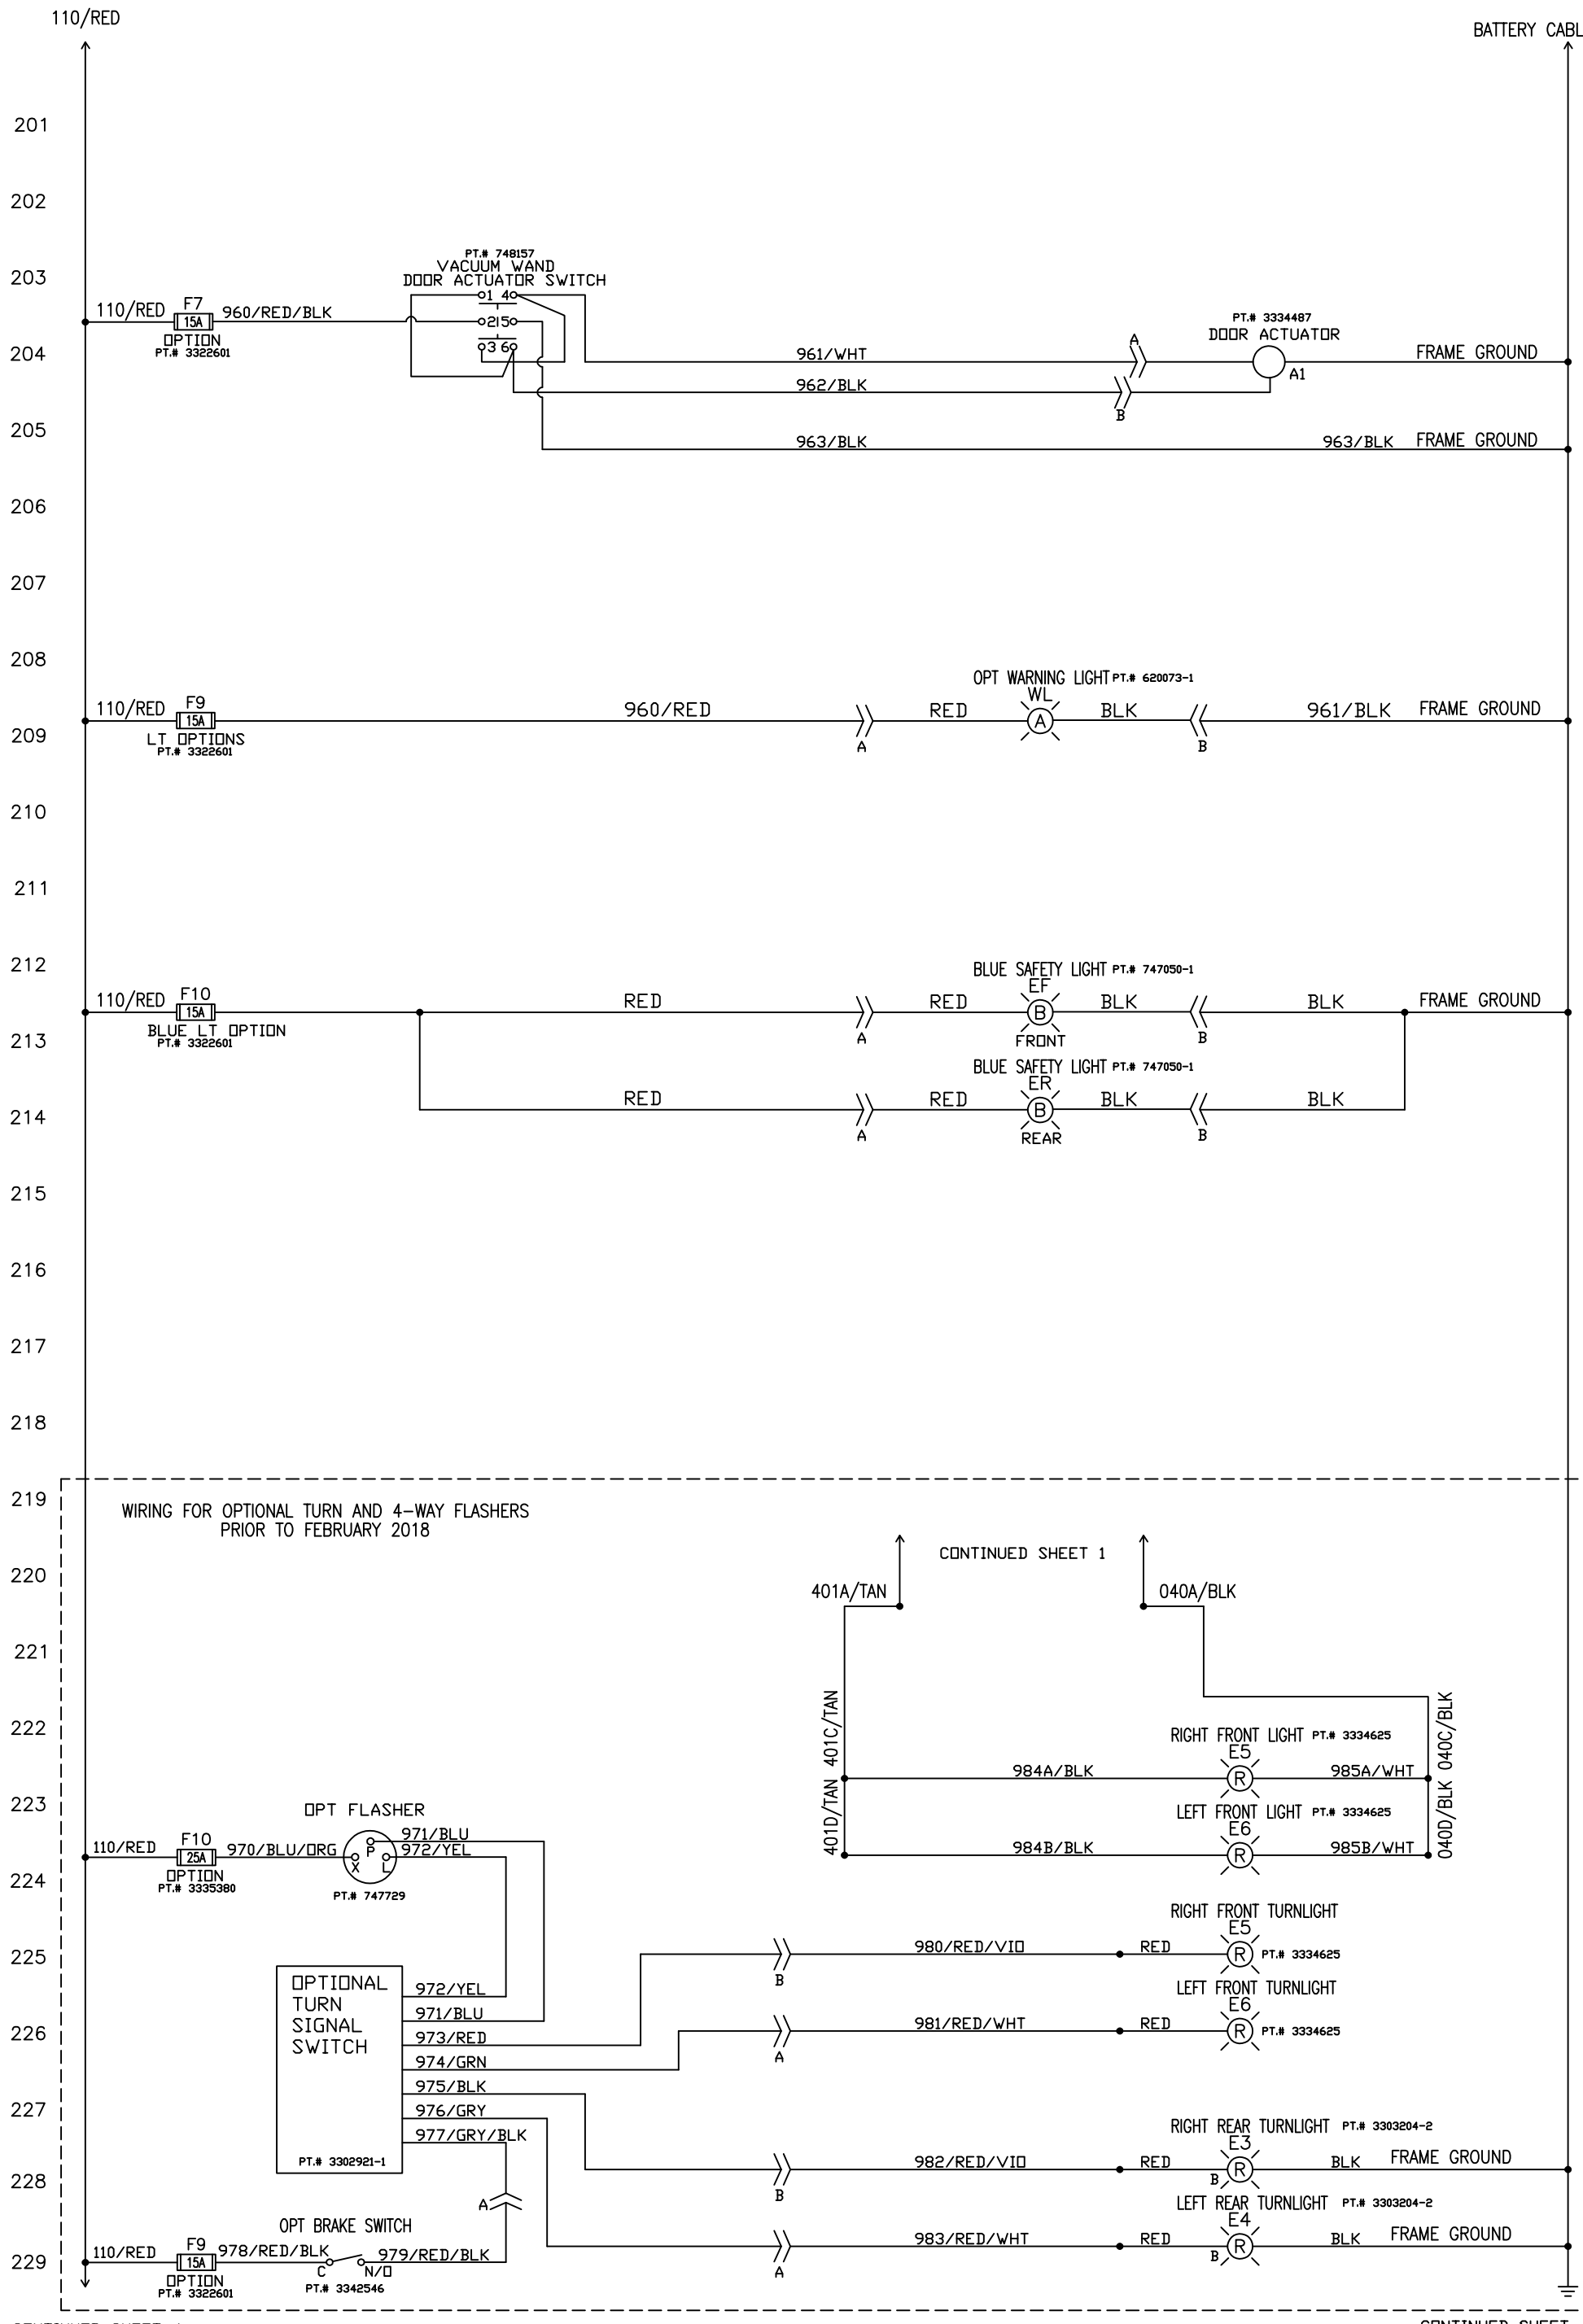 110/RED
BATTERY CABL
201
202
PT.# 748157
VACUUM WAND
203
DOOR ACTUATOR SWITCH
1 4
110/RED F7 960/RED/BLK
15A
2 5
PT.# 3334487
OPTION
DOOR ACTUATOR
PT.# 3322601
3 6
204
961/WHT
A
FRAME GROUND
A1
962/BLK
B
205
963/BLK
963/BLK FRAME GROUND
206
207
208
OPT WARNING LIGHT PT.# 620073-1
WL
110/RED F9
960/RED
RED
BLK
961/BLK FRAME GROUND
15A
A
209
LT OPTIONS
PT.# 3322601
A
B
210
211
212
BLUE SAFETY LIGHT PT.# 747050-1
EF
110/RED F10
RED
RED
BLK
BLK
FRAME GROUND
15A
B
BLUE LT OPTION
PT.# 3322601
213
A
FRONT
B
BLUE SAFETY LIGHT PT.# 747050-1
ER
RED
RED
BLK
BLK
214
B
A
REAR
B
215
216
217
218
219
WIRING FOR OPTIONAL TURN AND 4-WAY FLASHERS
PRIOR TO FEBRUARY 2018
CONTINUED SHEET 1
220
401A/TAN
040A/BLK
221
401C/TAN
040C/BLK
222
RIGHT FRONT LIGHT PT.# 3334625
E5
984A/BLK
R
985A/WHT
223
401D/TAN
040D/BLK
OPT FLASHER
LEFT FRONT LIGHT PT.# 3334625
E6
971/BLU
110/RED F10 970/BLU/ORG
P
972/YEL
984B/BLK
R
985B/WHT
25A
X L
224
OPTION
PT.# 3335380
PT.# 747729
RIGHT FRONT TURNLIGHT
E5
225
980/RED/VIO
RED
R
PT.# 3334625
B
OPTIONAL
TURN
SIGNAL
SWITCH
972/YEL
LEFT FRONT TURNLIGHT
E6
971/BLU
226
981/RED/WHT
RED
R
PT.# 3334625
973/RED
A
974/GRN
975/BLK
227
976/GRY
RIGHT REAR TURNLIGHT PT.# 3303204-2
977/GRY/BLK
E3
PT.# 3302921-1
982/RED/VIO
RED
B
R
BLK
FRAME GROUND
228
B
A
LEFT REAR TURNLIGHT PT.# 3303204-2
OPT BRAKE SWITCH
E4
110/RED F9 978/RED/BLK
979/RED/BLK
983/RED/WHT
RED
B
R
BLK
FRAME GROUND
229
15A
C
N/O
A
OPTION
PT.# 3322601
PT.# 3342546